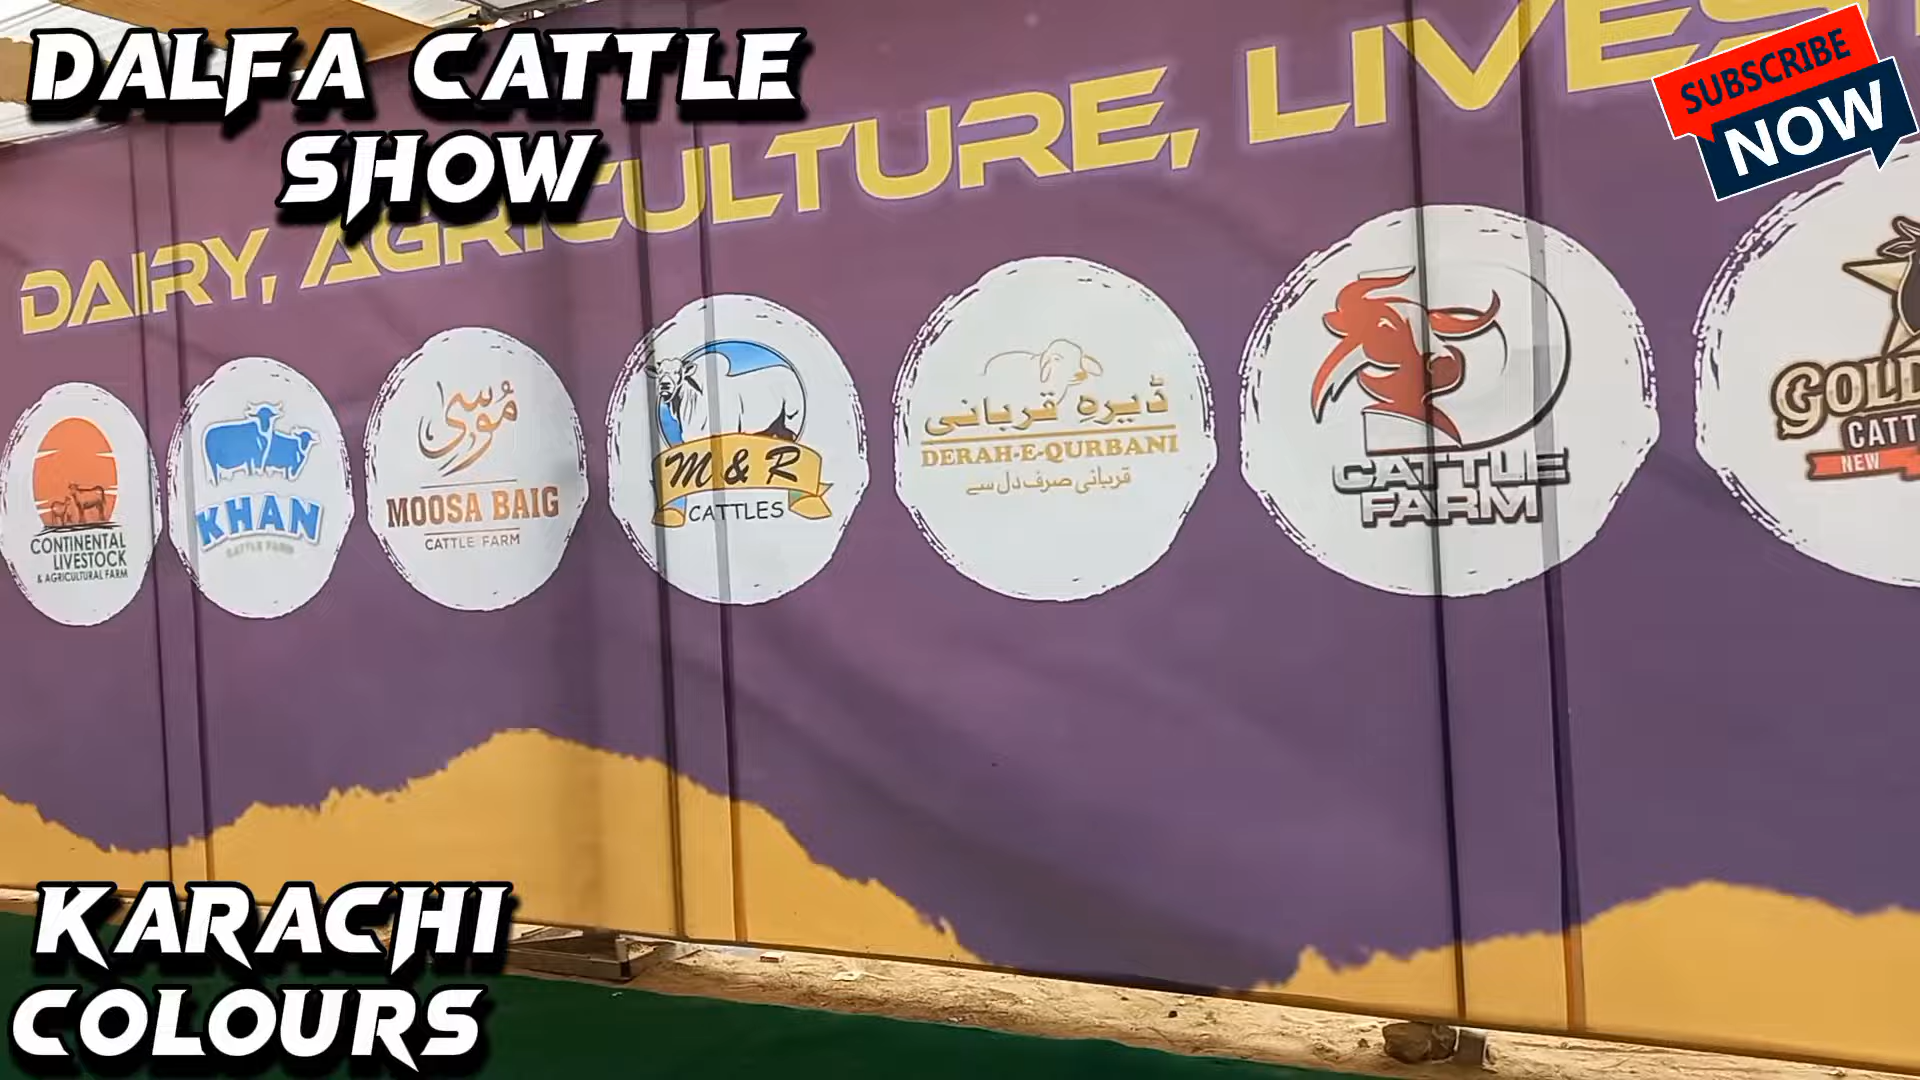 DALFA CATTLE
SHOW
SUBSCRIBE
NOW
DAIRY, AGRICULTURE, LIVES
CONTINENTAL
LIVESTOCK
& AGRICULTURAL FARM
KHAN
CATTLE FARM
موسى
MOOSA BAIG
CATTLE FARM
M & R
CATTLES
ڈیرہ قربانی
DERAH-E-QURBANI
قربانی صرف دل سے
CATTLE
FARM
GOLD
CATT
NEW
KARACHI
COLOURS